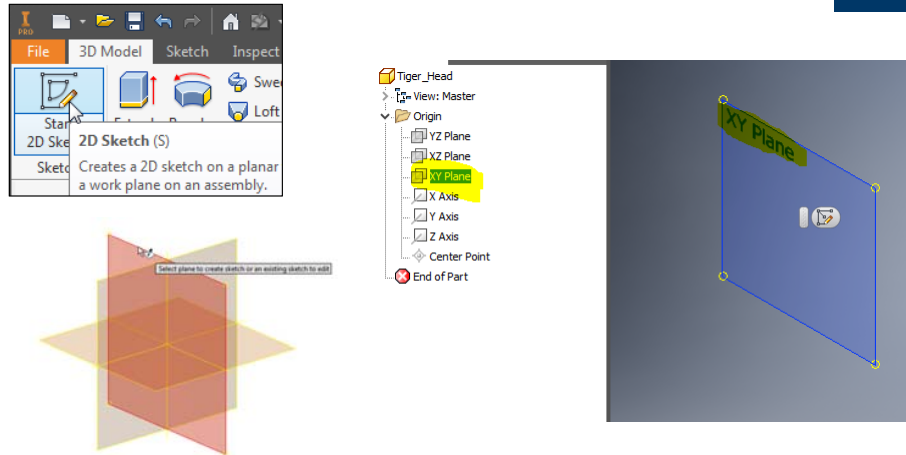 PRO
File 3D Model Sketch Inspect
Swe
Loft
Star
2D Ske
2D Sketch (S)
Sketc
Creates a 2D sketch on a planar
a work plane on an assembly.
Select plane to create sketch or an existing sketch to edit
Tiger_Head
View: Master
Origin
YZ Plane
XZ Plane
XY Plane
X Axis
Y Axis
Z Axis
Center Point
End of Part
XY Plane